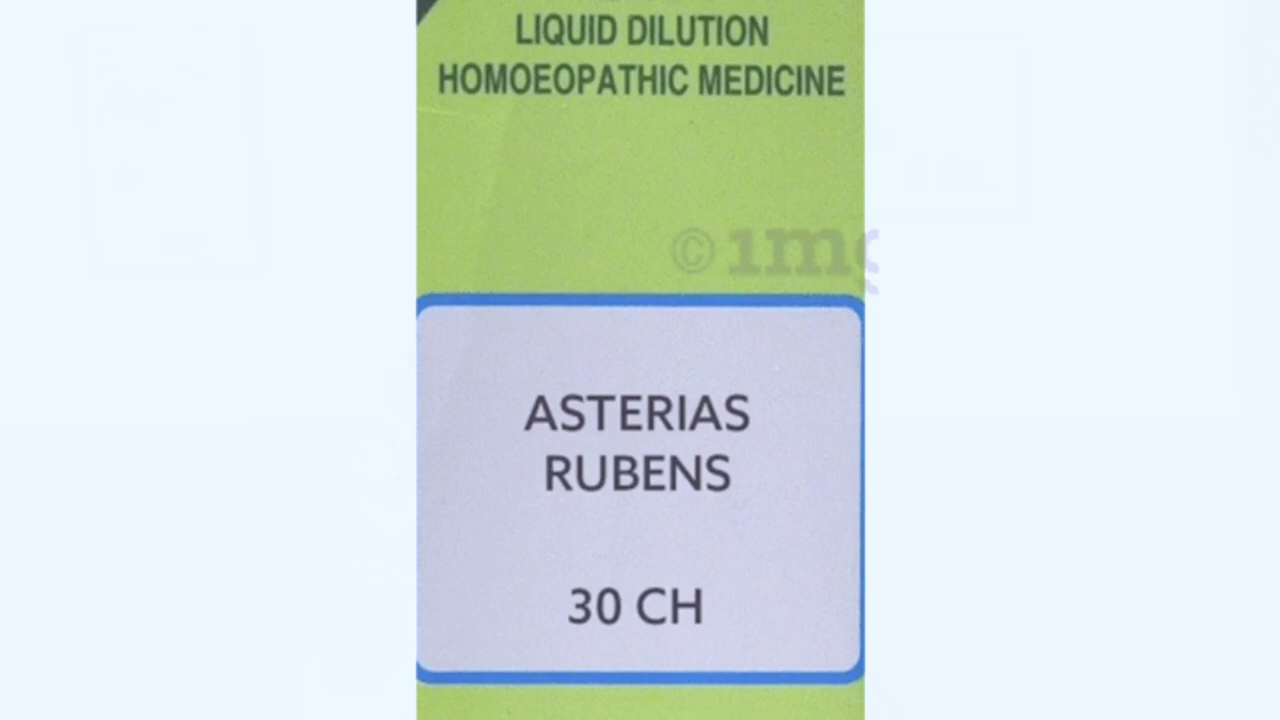 LIQUID DILUTION
HOMOEOPATHIC MEDICINE
©
ASTERIAS
RUBENS
30 CH